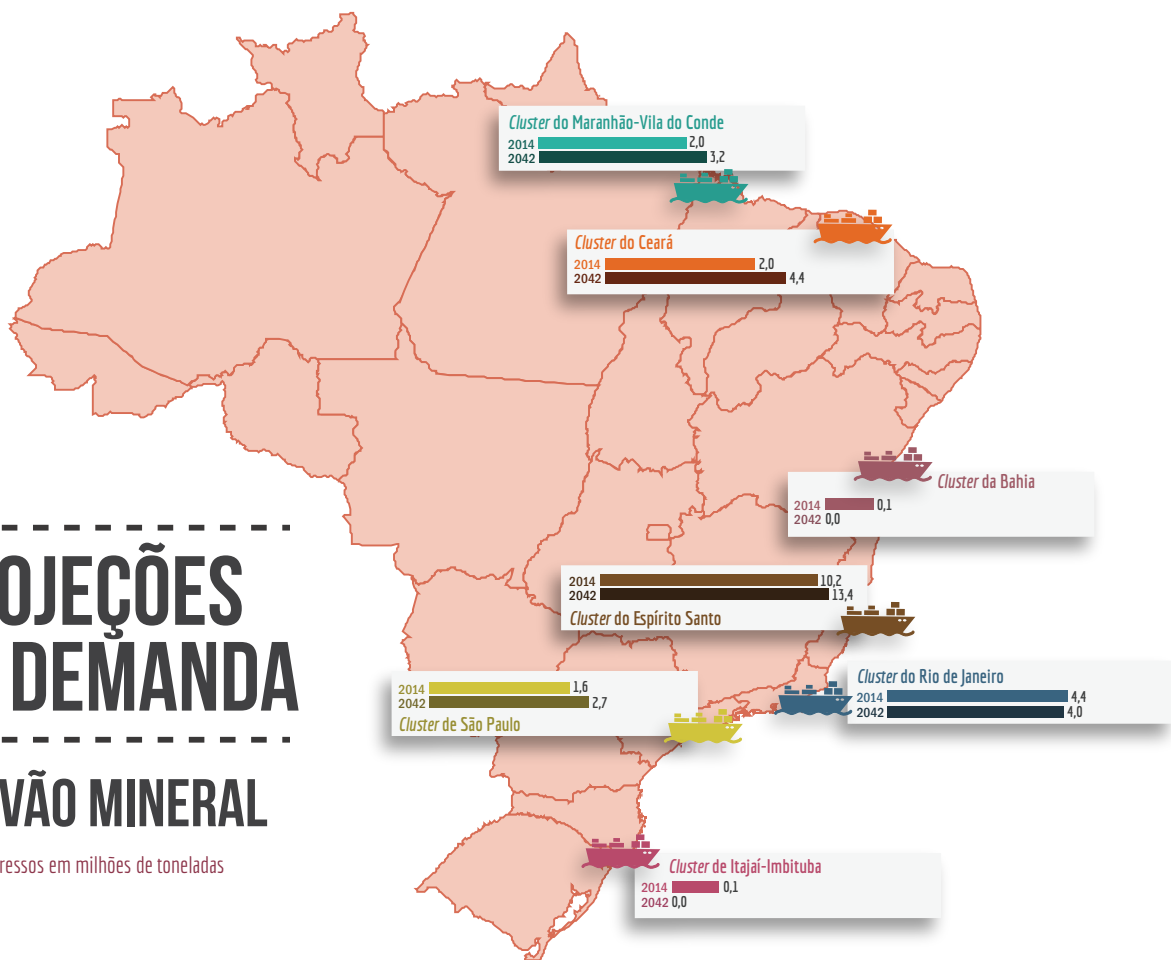 Cluster do Maranhão-Vila do Conde
2014 2,0
2042 3,2
Cluster do Ceará
2014 2,0
2042 4,4
Cluster da Bahia
2014 0,1
2042 0,0
2014 10,2
2042 13,4
Cluster do Espírito Santo
Cluster do Rio de Janeiro
2014 4,4
2042 4,0
2014 1,6
2042 2,7
Cluster de São Paulo
Cluster de Itajaí-Imbituba
2014 0,1
2042 0,0
OJEÇÕES
DEMANDA
VÃO MINERAL
ressos em milhões de toneladas